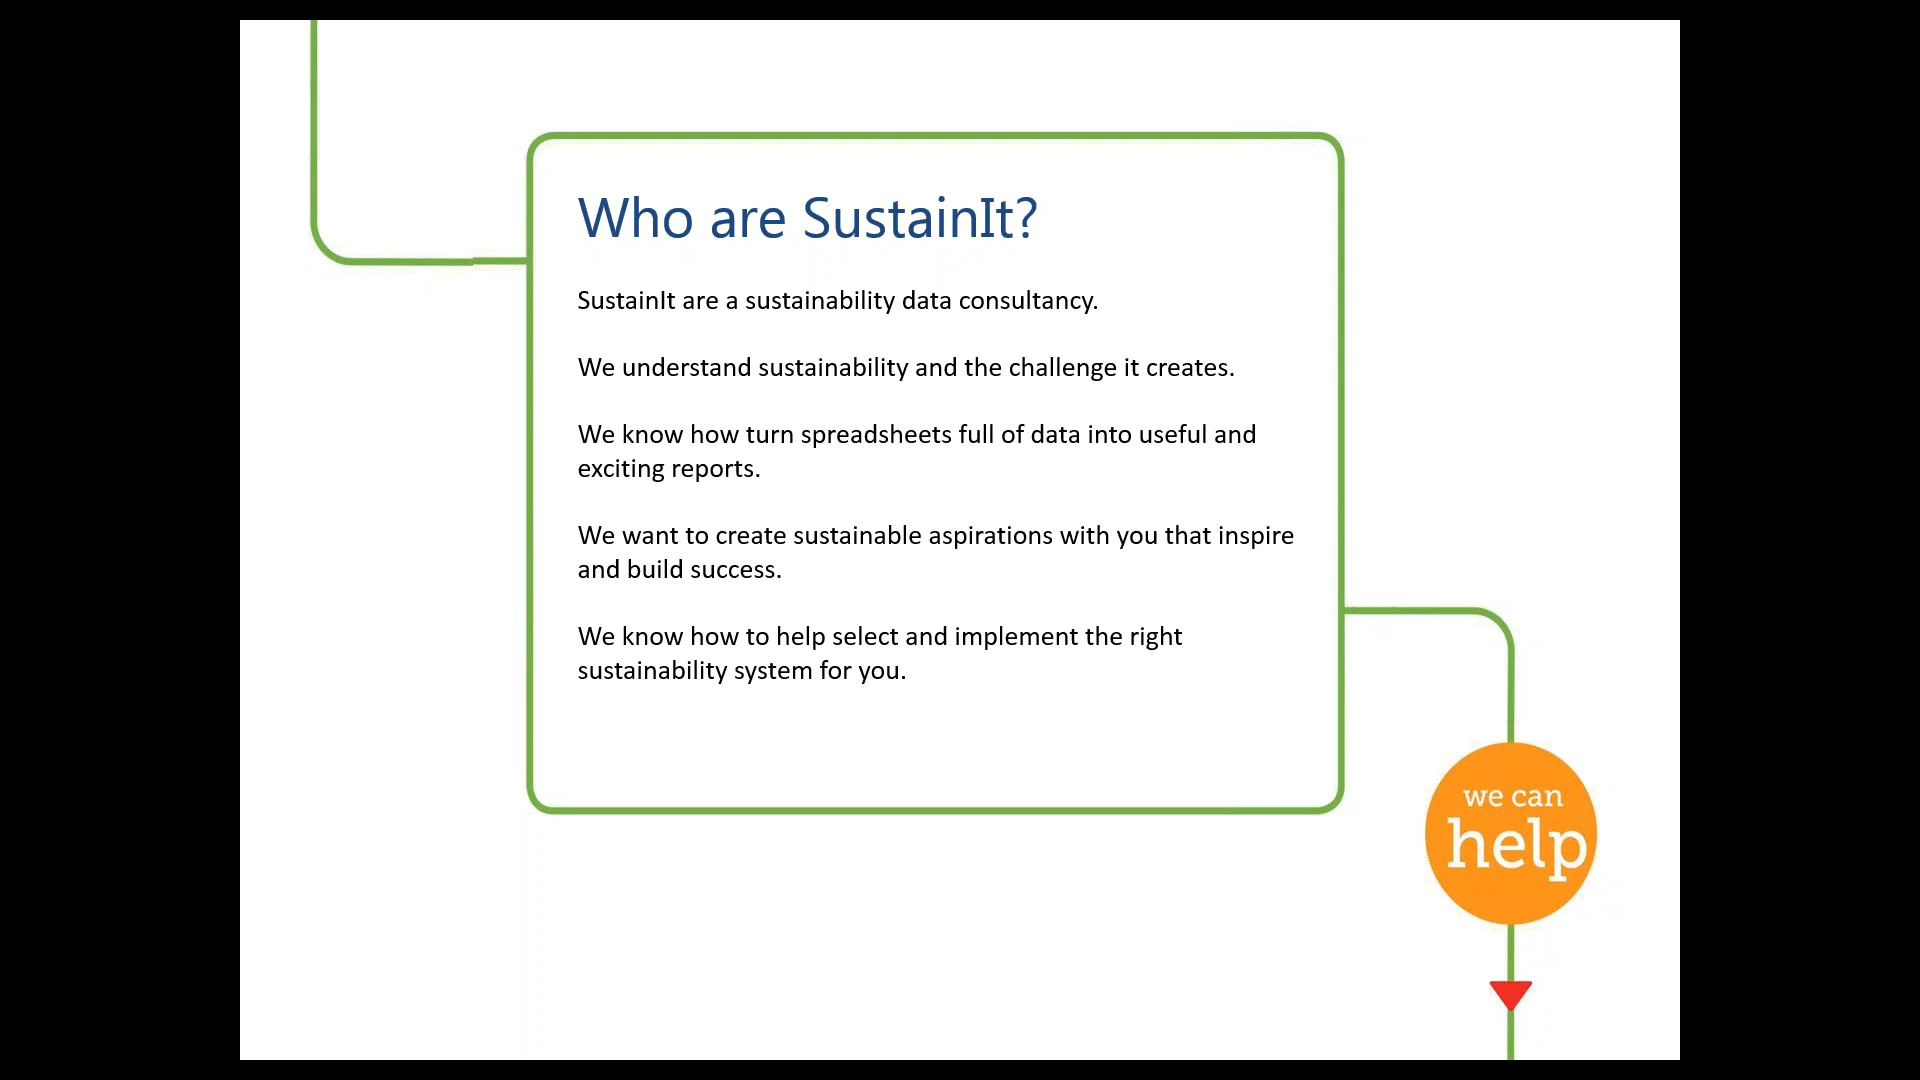 Who are SustainIt?
SustainIt are a sustainability data consultancy.
We understand sustainability and the challenge it creates.
We know how turn spreadsheets full of data into useful and
exciting reports.
We want to create sustainable aspirations with you that inspire
and build success.
We know how to help select and implement the right
sustainability system for you.
we can
help